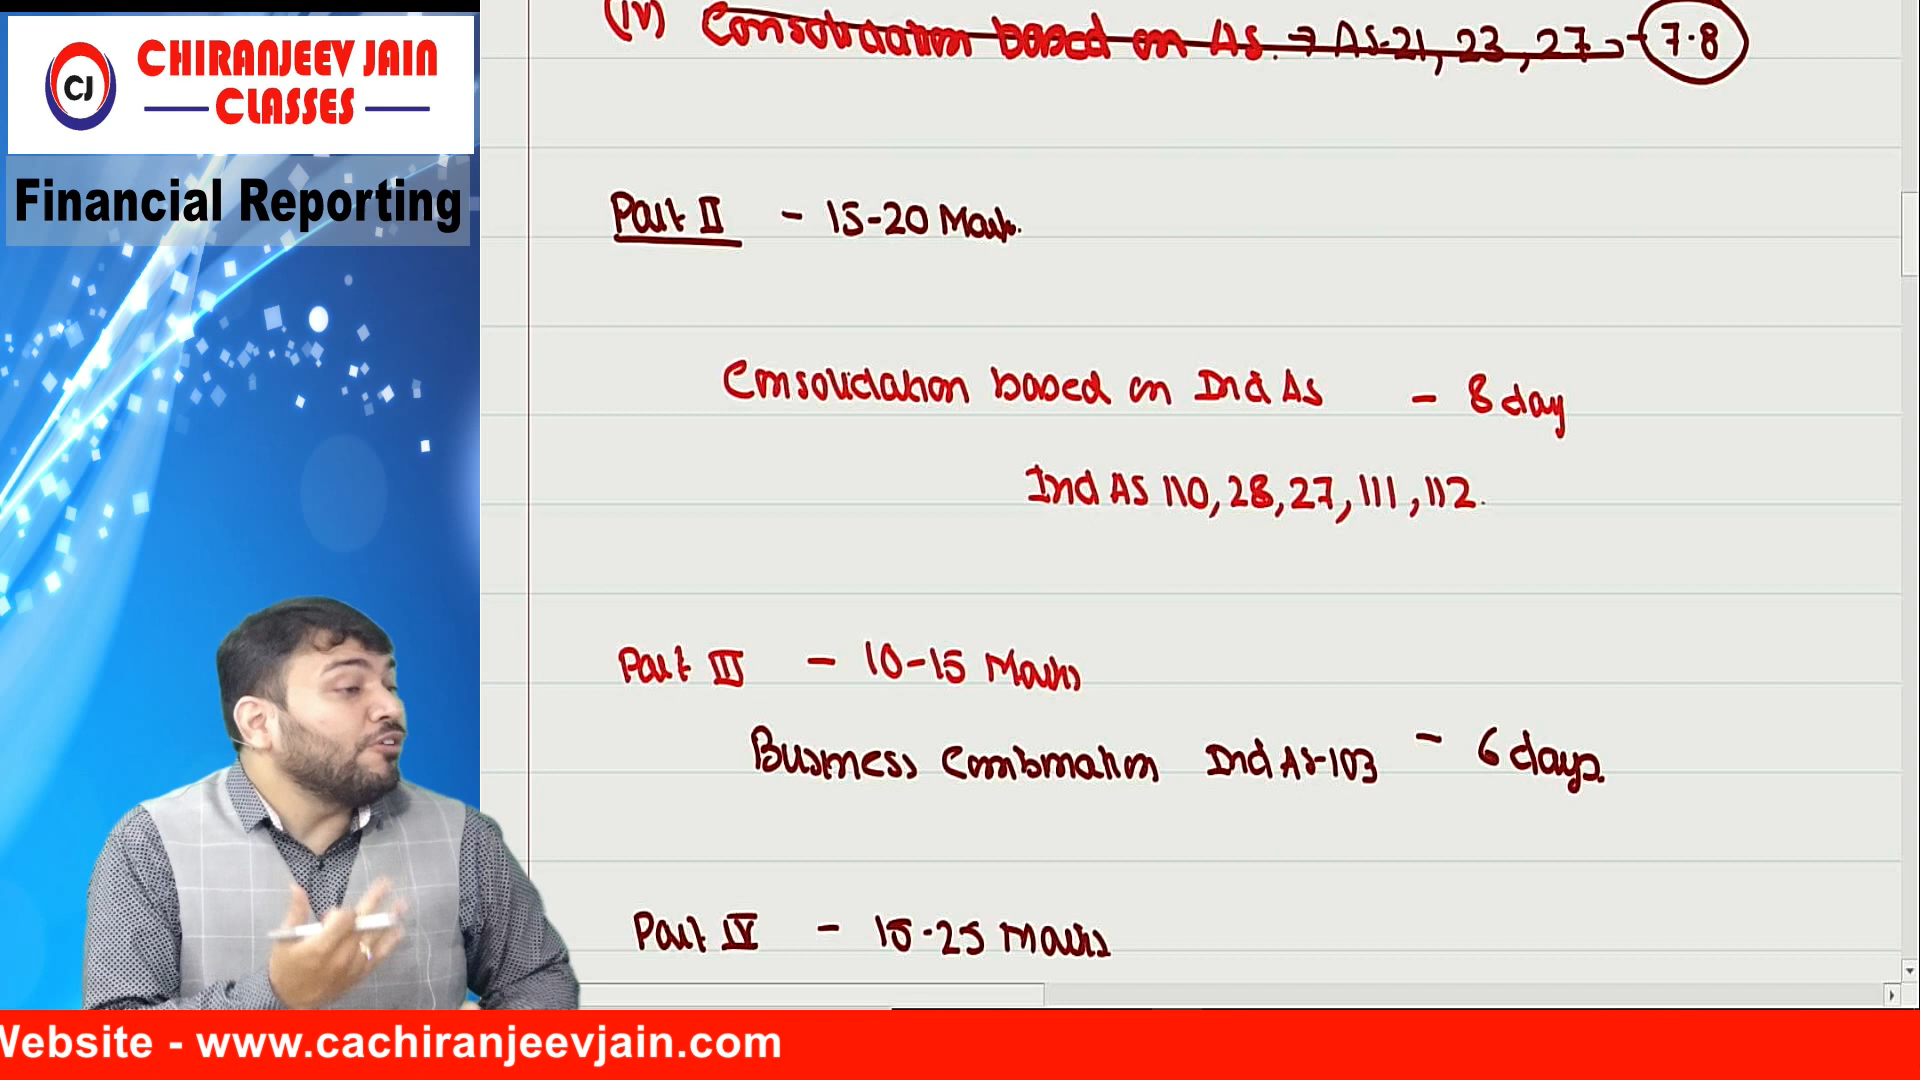 CHIRANJEEV JAIN
CJ
CLASSES
Financial Reporting
(iv) Consolidation based on AS. → AS-21, 23, 27 → 7.8
Part II - 15-20 Mark.
Consolidation based on Ind AS - 8 day
Ind AS 110, 28, 27, 111, 112.
Part III - 10-15 Marks
Business Combination Ind AS-103 - 6 days.
Part IV - 15-25 Marks
Website - www.cachiranjeevjain.com